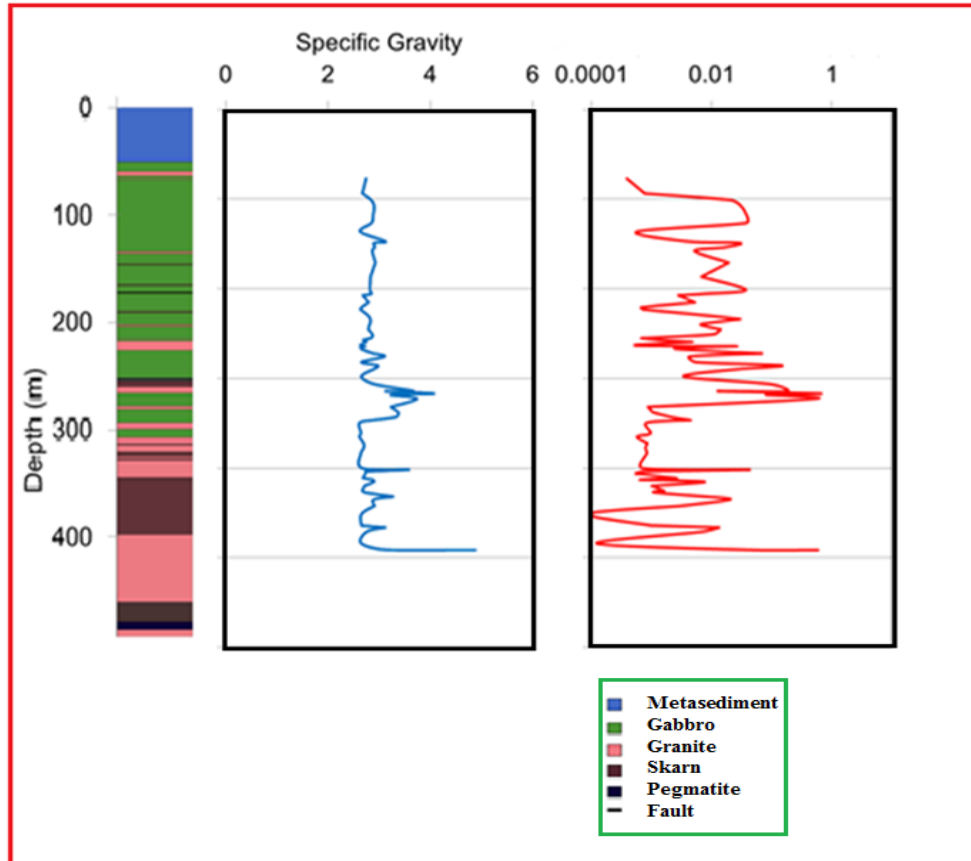 Specific Gravity
0 2 4 6 0.0001 0.01 1
0
100
200
300
400
Depth (m)
Metasediment
Gabbro
Granite
Skarn
Pegmatite
Fault